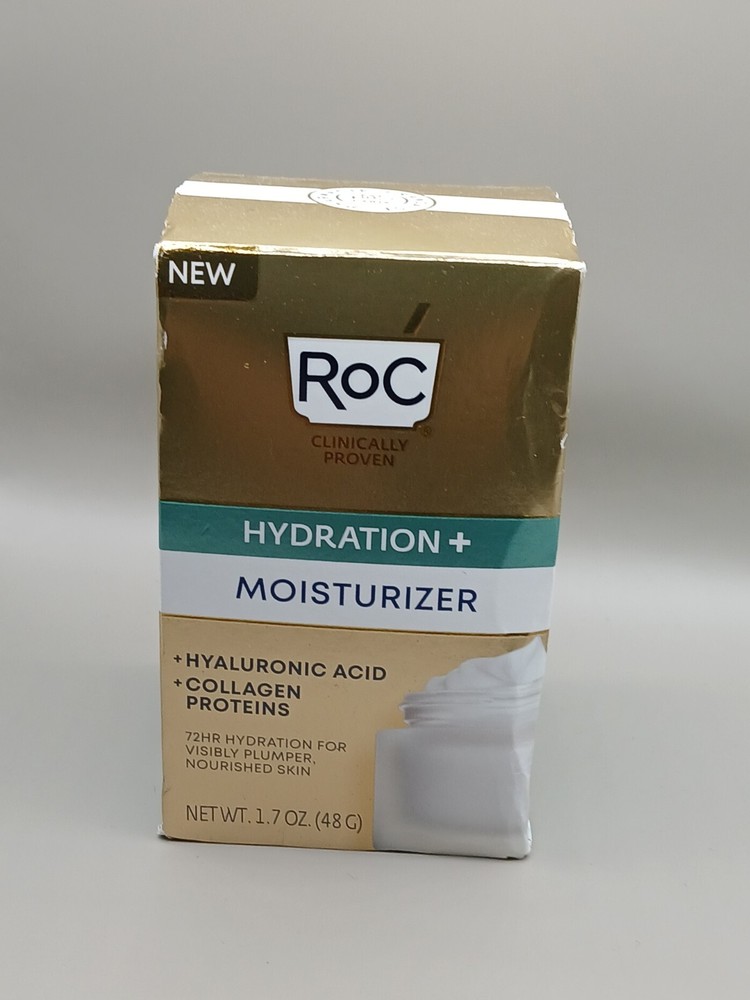 NEW
RoC
®
CLINICALLY
PROVEN
HYDRATION +
MOISTURIZER
+HYALURONIC ACID
+COLLAGEN
PROTEINS
72HR HYDRATION FOR
VISIBLY PLUMPER,
NOURISHED SKIN
NET WT. 1.7 OZ. (48 G)